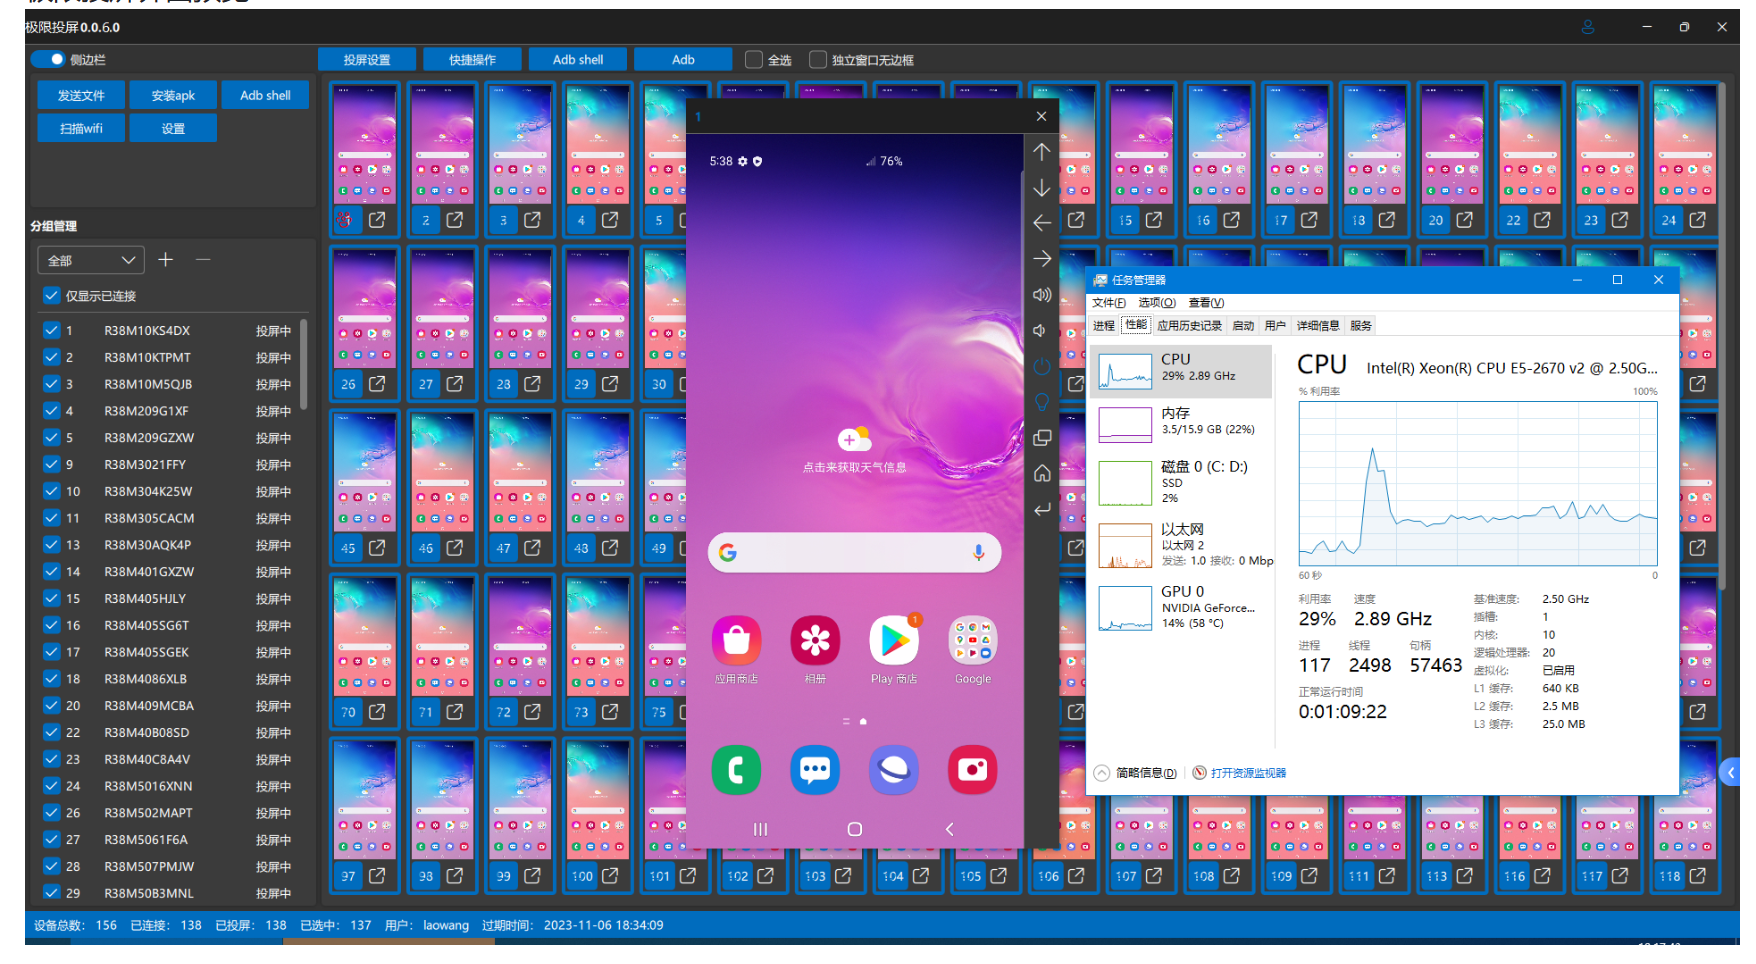 极限投屏0.0.6.0
侧边栏
投屏设置 快捷操作 Adb shell Adb 全选 独立窗口无边框
发送文件 安装apk Adb shell
扫描wifi 设置
分组管理
全部
仅显示已连接
1 R38M10KS4DX 投屏中
2 R38M10KTPMT 投屏中
3 R38M10M5QJB 投屏中
4 R38M209G1XF 投屏中
5 R38M209GZXW 投屏中
9 R38M3021FFY 投屏中
10 R38M304K25W 投屏中
11 R38M305CACM 投屏中
13 R38M30AQK4P 投屏中
14 R38M401GXZW 投屏中
15 R38M405HJLY 投屏中
16 R38M405SG6T 投屏中
17 R38M405SGEK 投屏中
18 R38M4086XLB 投屏中
20 R38M409MCBA 投屏中
22 R38M40B08SD 投屏中
23 R38M40C8A4V 投屏中
24 R38M5016XNN 投屏中
26 R38M502MAPT 投屏中
27 R38M5061F6A 投屏中
28 R38M507PMJW 投屏中
29 R38M50B3MNL 投屏中
2 3 4 5 15 16 17 18 20 22 23 24
26 27 28 29 30
45 46 47 48 49
70 71 72 73 75
97 98 99 100 101 102 103 104 105 106 107 108 109 111 113 116 117 118
1
5:38 76%
点击来获取天气信息
应用商店 相册 Play 商店 Google
1
任务管理器
文件(F) 选项(O) 查看(V)
进程 性能 应用历史记录 启动 用户 详细信息 服务
CPU
29% 2.89 GHz
内存
3.5/15.9 GB (22%)
磁盘 0 (C: D:)
SSD
2%
以太网
以太网 2
发送: 1.0 接收: 0 Mbp
GPU 0
NVIDIA GeForce...
14% (58 °C)
CPU Intel(R) Xeon(R) CPU E5-2670 v2 @ 2.50G...
% 利用率 100%
60 秒 0
利用率 速度
29% 2.89 GHz
进程 线程 句柄
117 2498 57463
正常运行时间
0:01:09:22
基准速度: 2.50 GHz
插槽: 1
内核: 10
逻辑处理器: 20
虚拟化: 已启用
L1 缓存: 640 KB
L2 缓存: 2.5 MB
L3 缓存: 25.0 MB
简略信息(D) 打开资源监视器
设备总数: 156 已连接: 138 已投屏: 138 已选中: 137 用户: laowang 过期时间: 2023-11-06 18:34:09